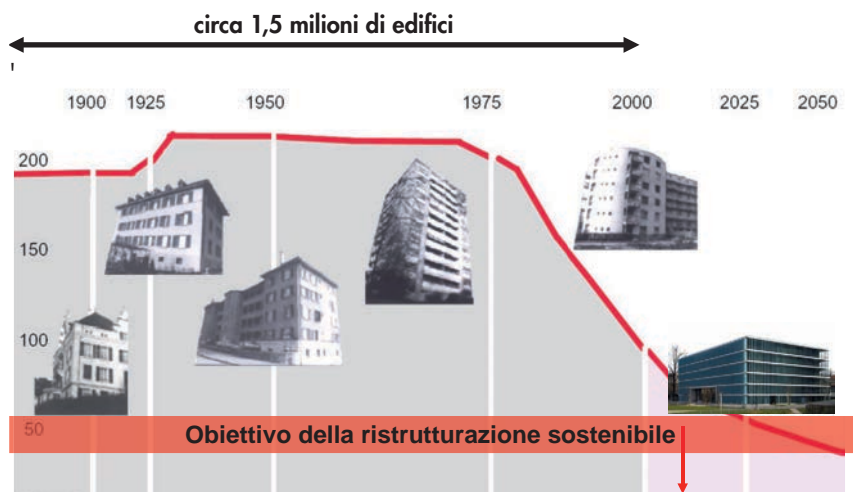 circa 1,5 milioni di edifici
1900 1925 1950 1975 2000 2025 2050
200
150
100
50
Obiettivo della ristrutturazione sostenibile